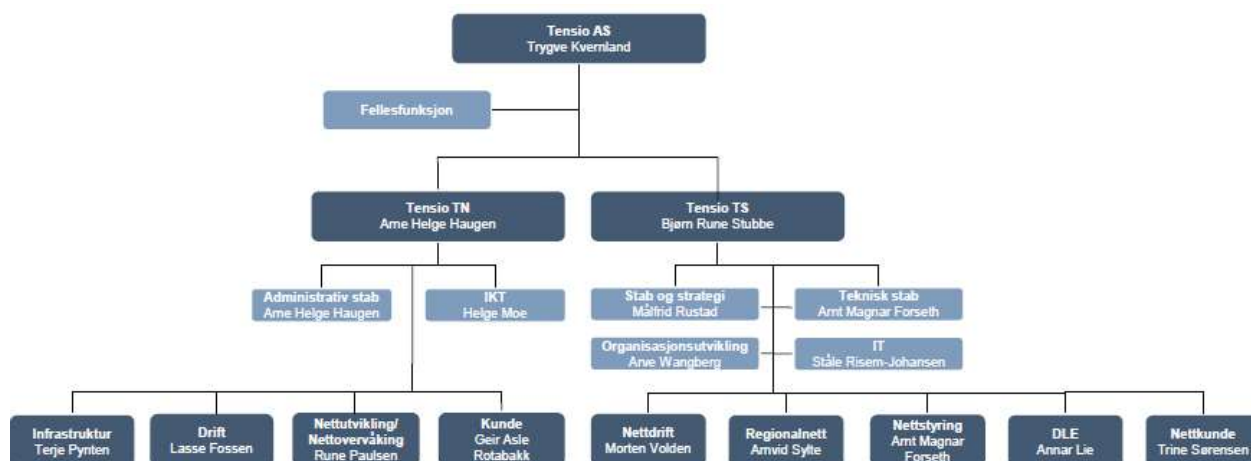 Tensio AS
Trygve Kvernland
Fellesfunksjon
Tensio TN
Arne Helge Haugen
Tensio TS
Bjørn Rune Stubbe
Administrativ stab
Arne Helge Haugen
IKT
Helge Moe
Stab og strategi
Målfrid Rustad
Teknisk stab
Arnt Magnar Forseth
Organisasjonsutvikling
Arve Wangberg
IT
Ståle Risem-Johansen
Infrastruktur
Terje Pynten
Drift
Lasse Fossen
Nettutvikling/
Nettovervåking
Rune Paulsen
Kunde
Geir Asle
Rotabakk
Nettdrift
Morten Volden
Regionalnett
Arnvid Sylte
Nettstyring
Arnt Magnar
Forseth
DLE
Annar Lie
Nettkunde
Trine Sørensen